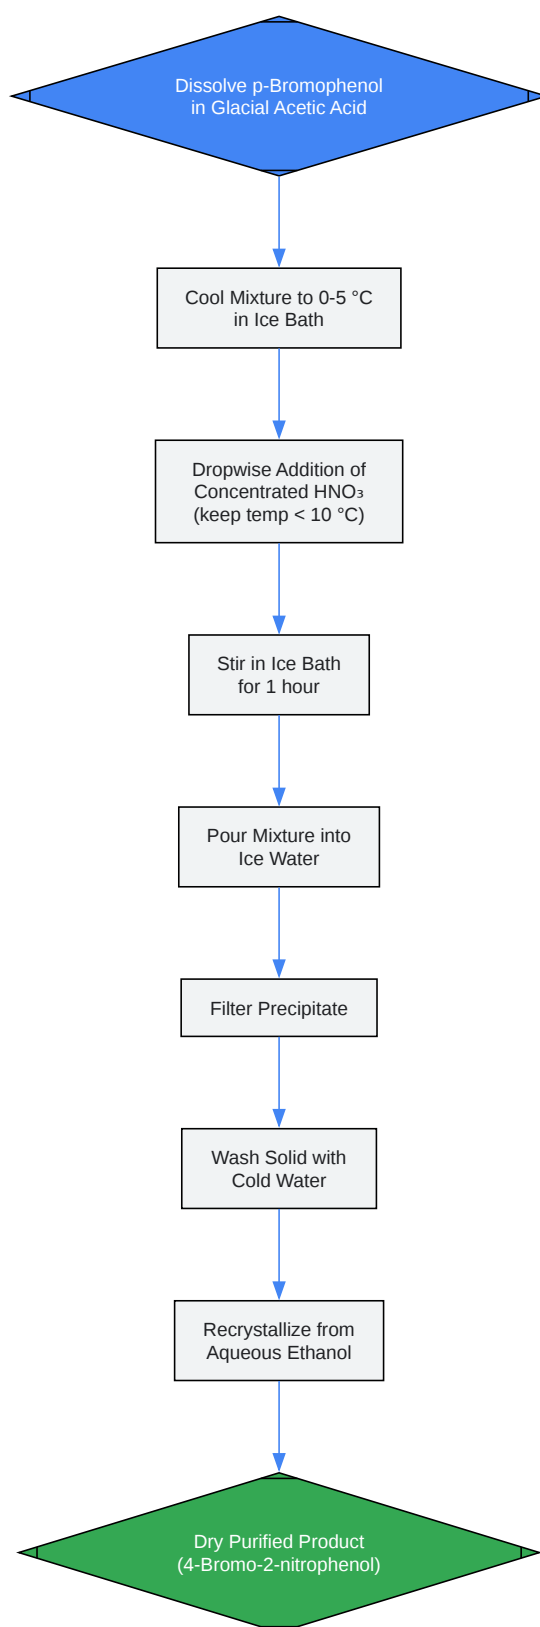 Dissolve p-Bromophenol
in Glacial Acetic Acid
Cool Mixture to 0-5 °C
in Ice Bath
Dropwise Addition of
Concentrated HNO₃
(keep temp < 10 °C)
Stir in Ice Bath
for 1 hour
Pour Mixture into
Ice Water
Filter Precipitate
Wash Solid with
Cold Water
Recrystallize from
Aqueous Ethanol
Dry Purified Product
(4-Bromo-2-nitrophenol)